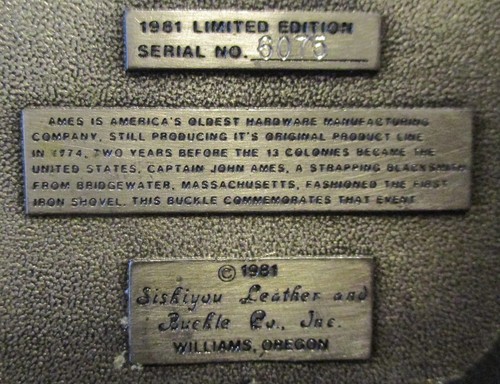 1981 LIMITED EDITION
SERIAL NO. 6075
AMES IS AMERICA'S OLDEST HARDWARE MANUFACTURING
COMPANY, STILL PRODUCING IT'S ORIGINAL PRODUCT LINE
IN 1774, TWO YEARS BEFORE THE 13 COLONIES BECAME THE
UNITED STATES, CAPTAIN JOHN AMES, A STRAPPING BLACKSMITH
FROM BRIDGEWATER, MASSACHUSETTS, FASHIONED THE FIRST
IRON SHOVEL. THIS BUCKLE COMMEMORATES THAT EVENT
© 1981
Siskiyou Leather and
Buckle Co., Inc.
WILLIAMS, OREGON